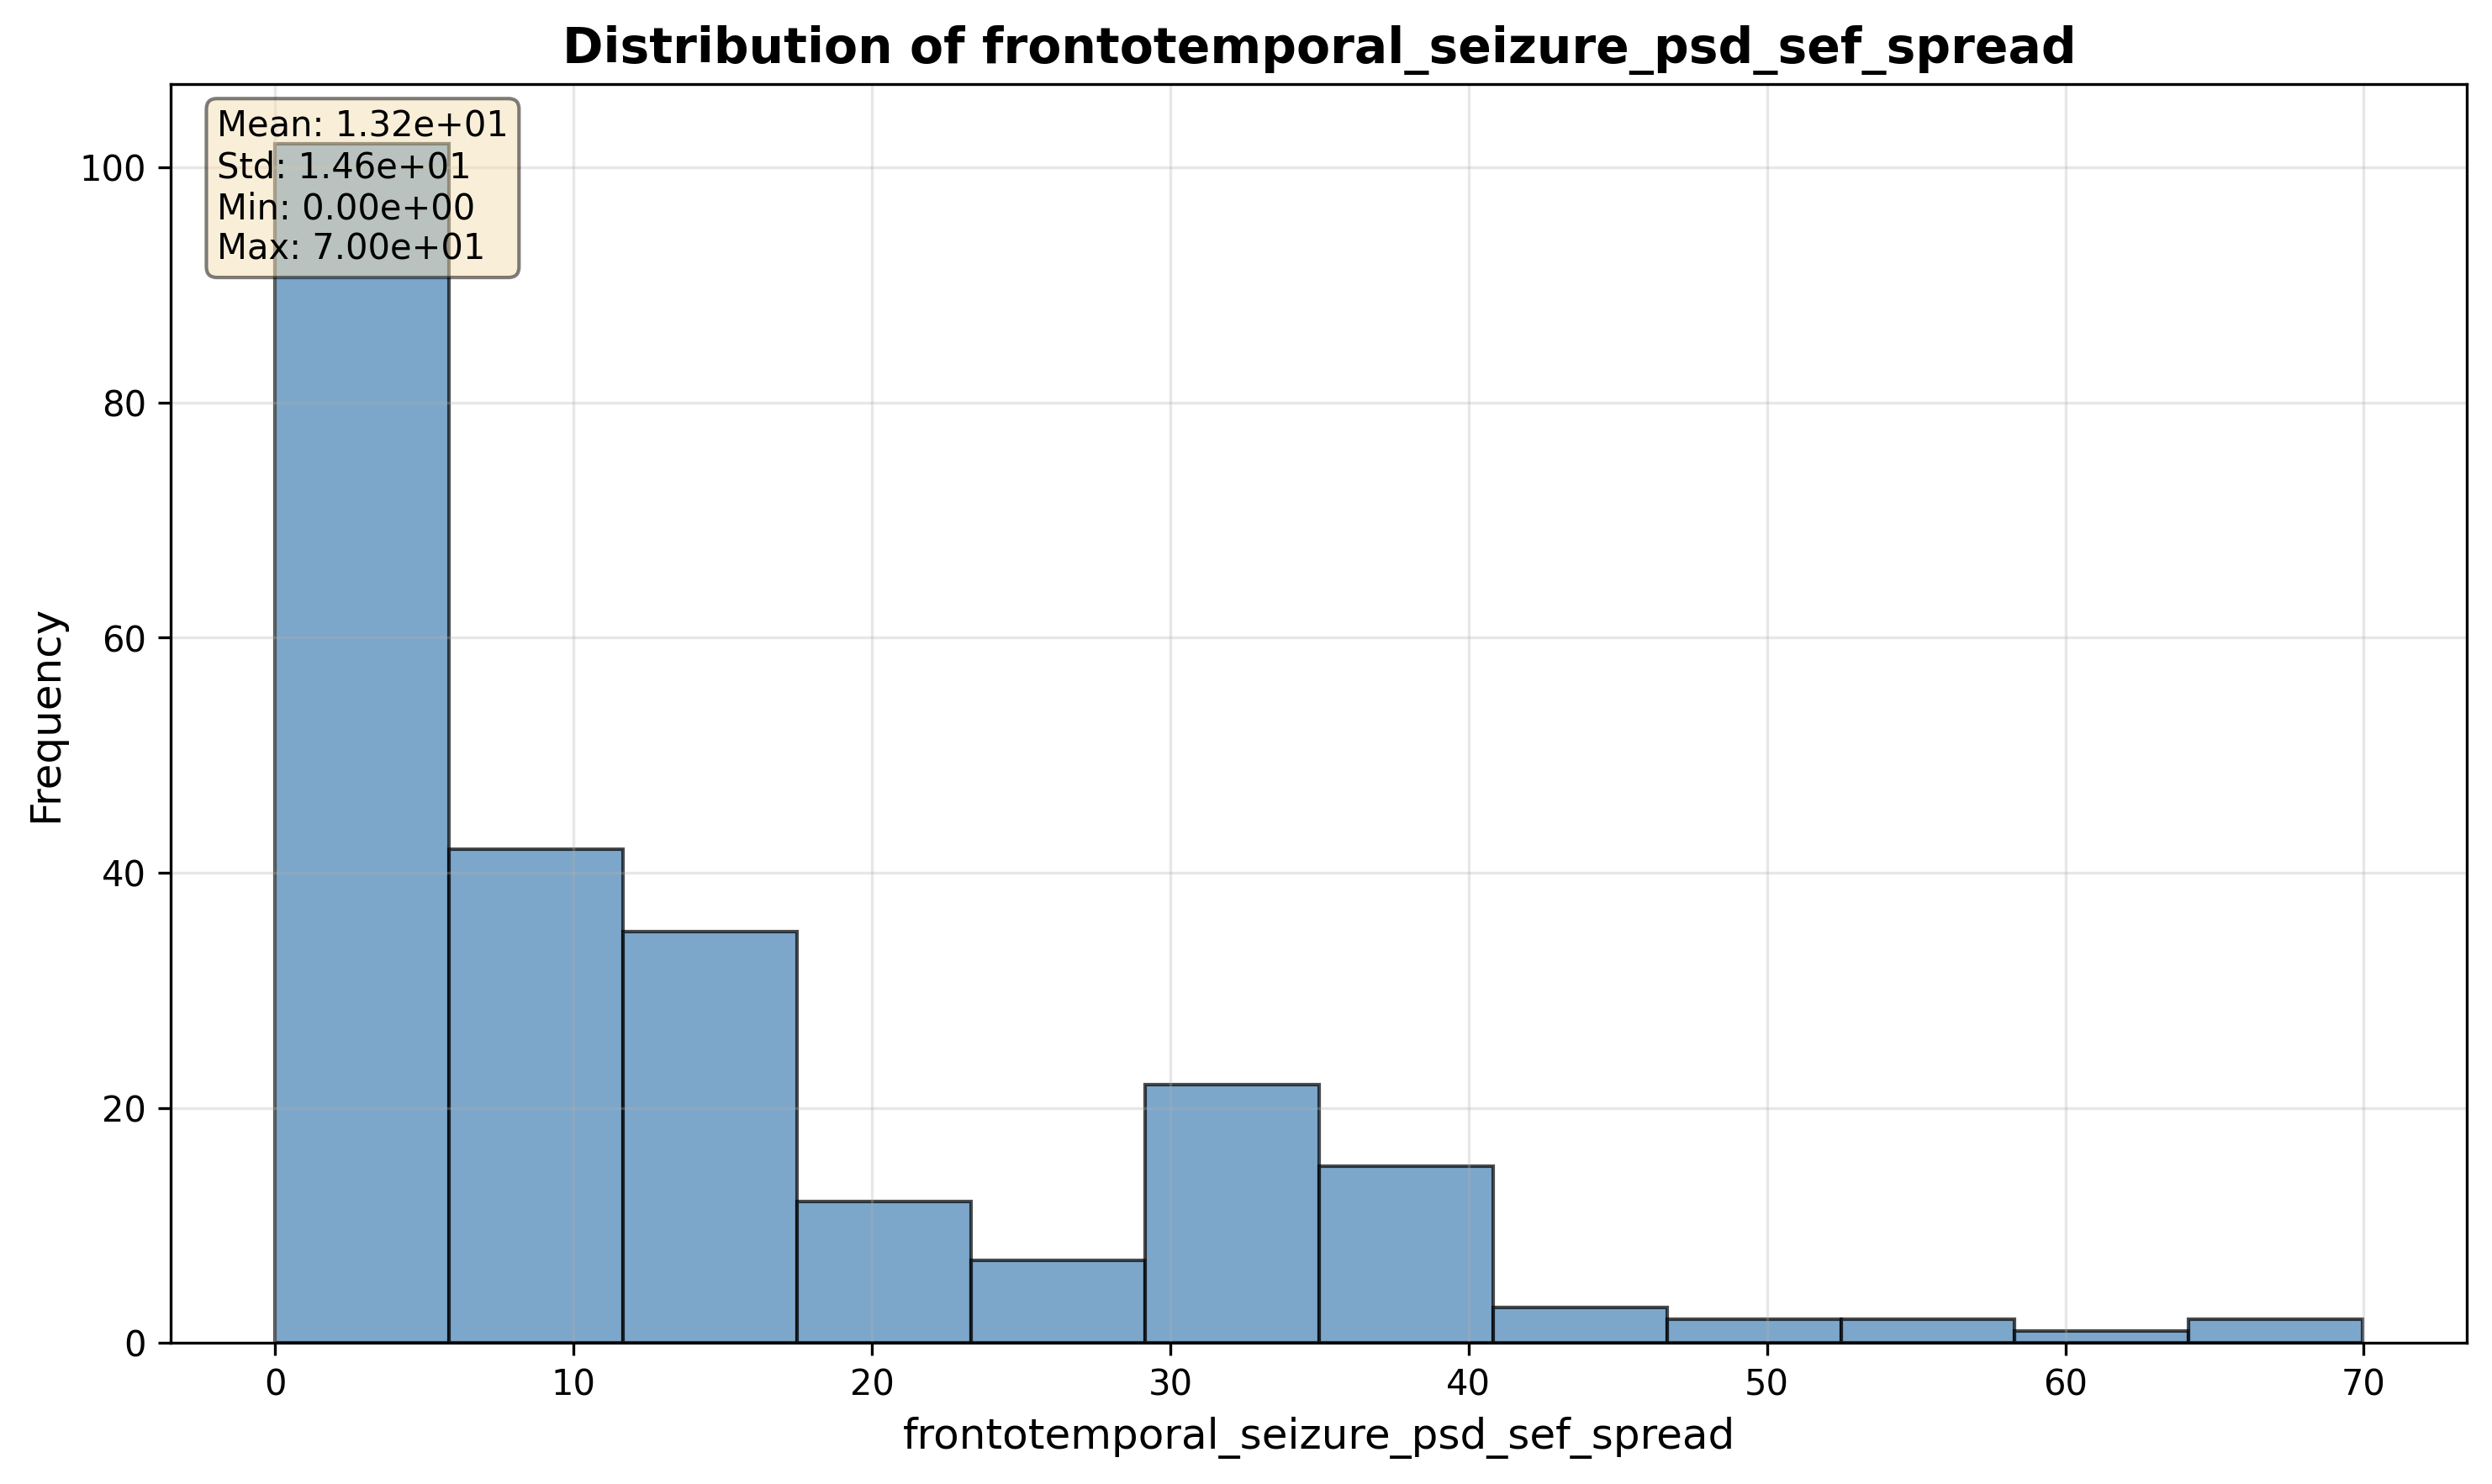 Distribution of frontotemporal_seizure_psd_sef_spread
Mean: 1.32e+01
Std: 1.46e+01
Min: 0.00e+00
Max: 7.00e+01
100
80
60
40
20
0
Frequency
0 10 20 30 40 50 60 70
frontotemporal_seizure_psd_sef_spread